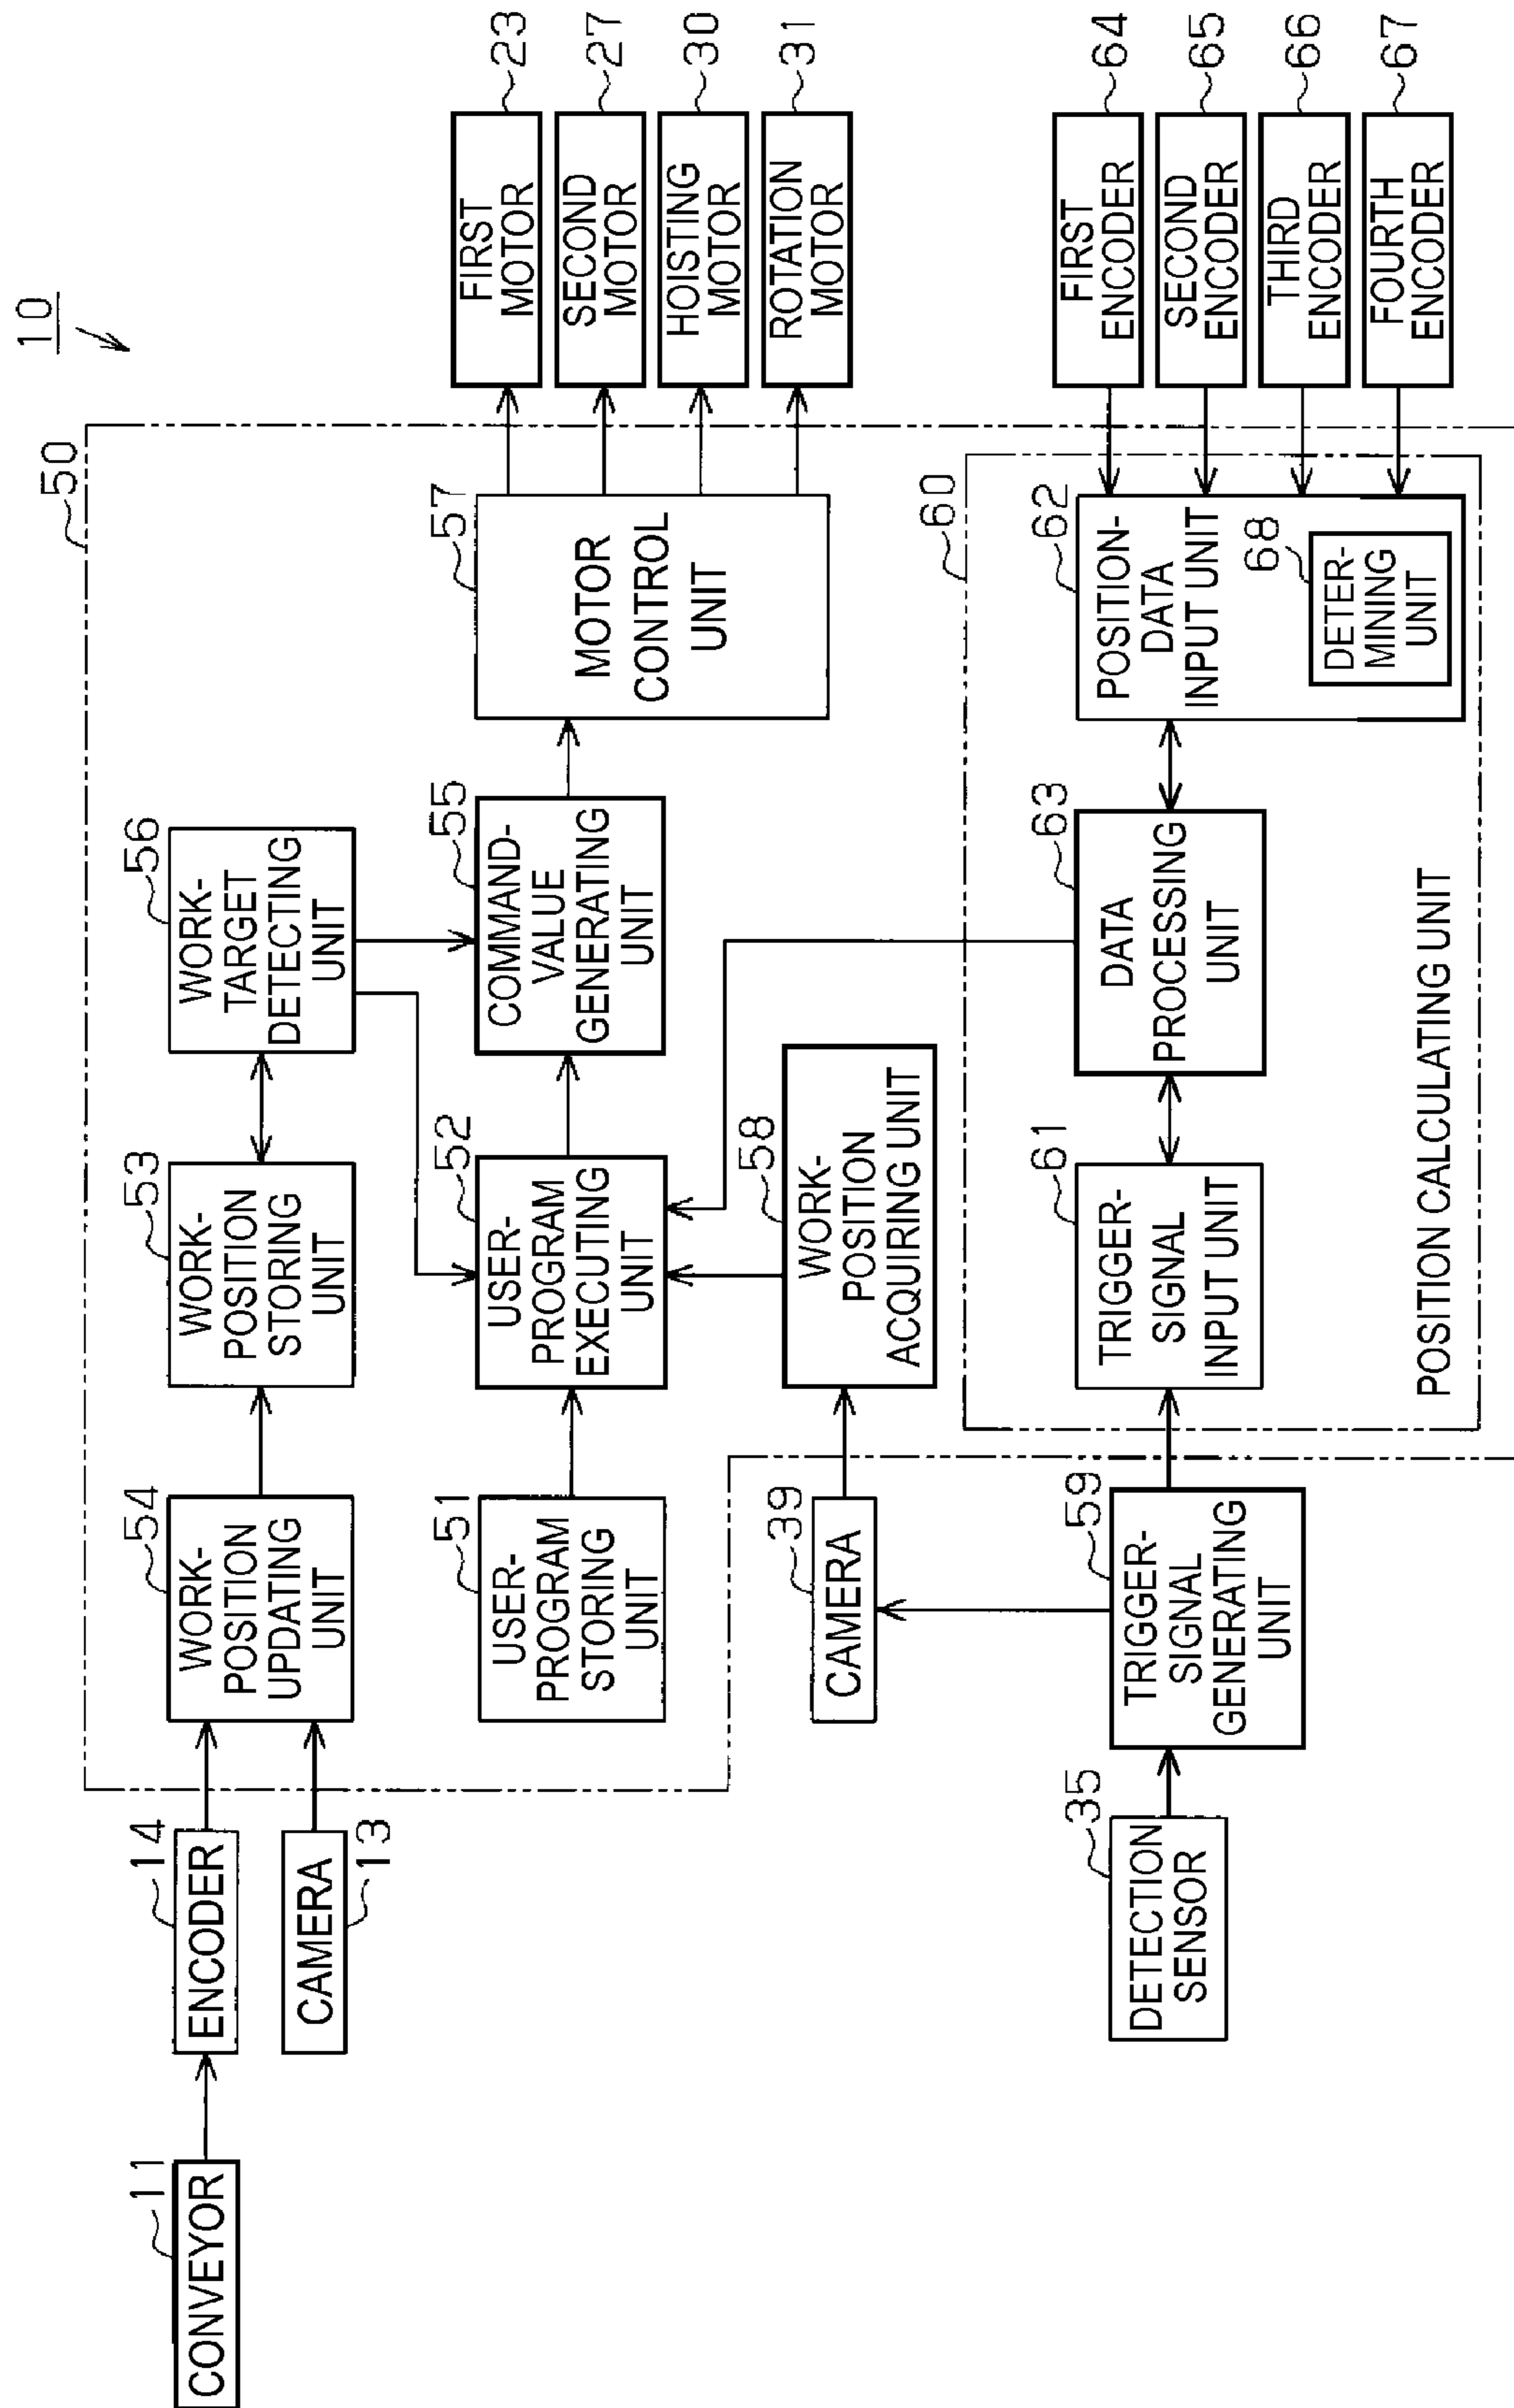 10
50
CONVEYOR
11
ENCODER
14
CAMERA
13
WORK-
POSITION
UPDATING
UNIT
54
WORK-
POSITION
STORING
UNIT
53
WORK-
TARGET
DETECTING
UNIT
56
USER-
PROGRAM
STORING
UNIT
51
USER-
PROGRAM
EXECUTING
UNIT
52
COMMAND-
VALUE
GENERATING
UNIT
55
MOTOR
CONTROL
UNIT
57
FIRST
MOTOR
23
SECOND
MOTOR
27
HOISTING
MOTOR
30
ROTATION
MOTOR
31
CAMERA
39
WORK-
POSITION
ACQUIRING UNIT
58
DETECTION
SENSOR
35
TRIGGER-
SIGNAL
GENERATING
UNIT
59
60
TRIGGER-
SIGNAL
INPUT UNIT
61
DATA
PROCESSING
UNIT
63
POSITION-
DATA
INPUT UNIT
62
DETER-
MINING
UNIT
68
POSITION CALCULATING UNIT
FIRST
ENCODER
64
SECOND
ENCODER
65
THIRD
ENCODER
66
FOURTH
ENCODER
67